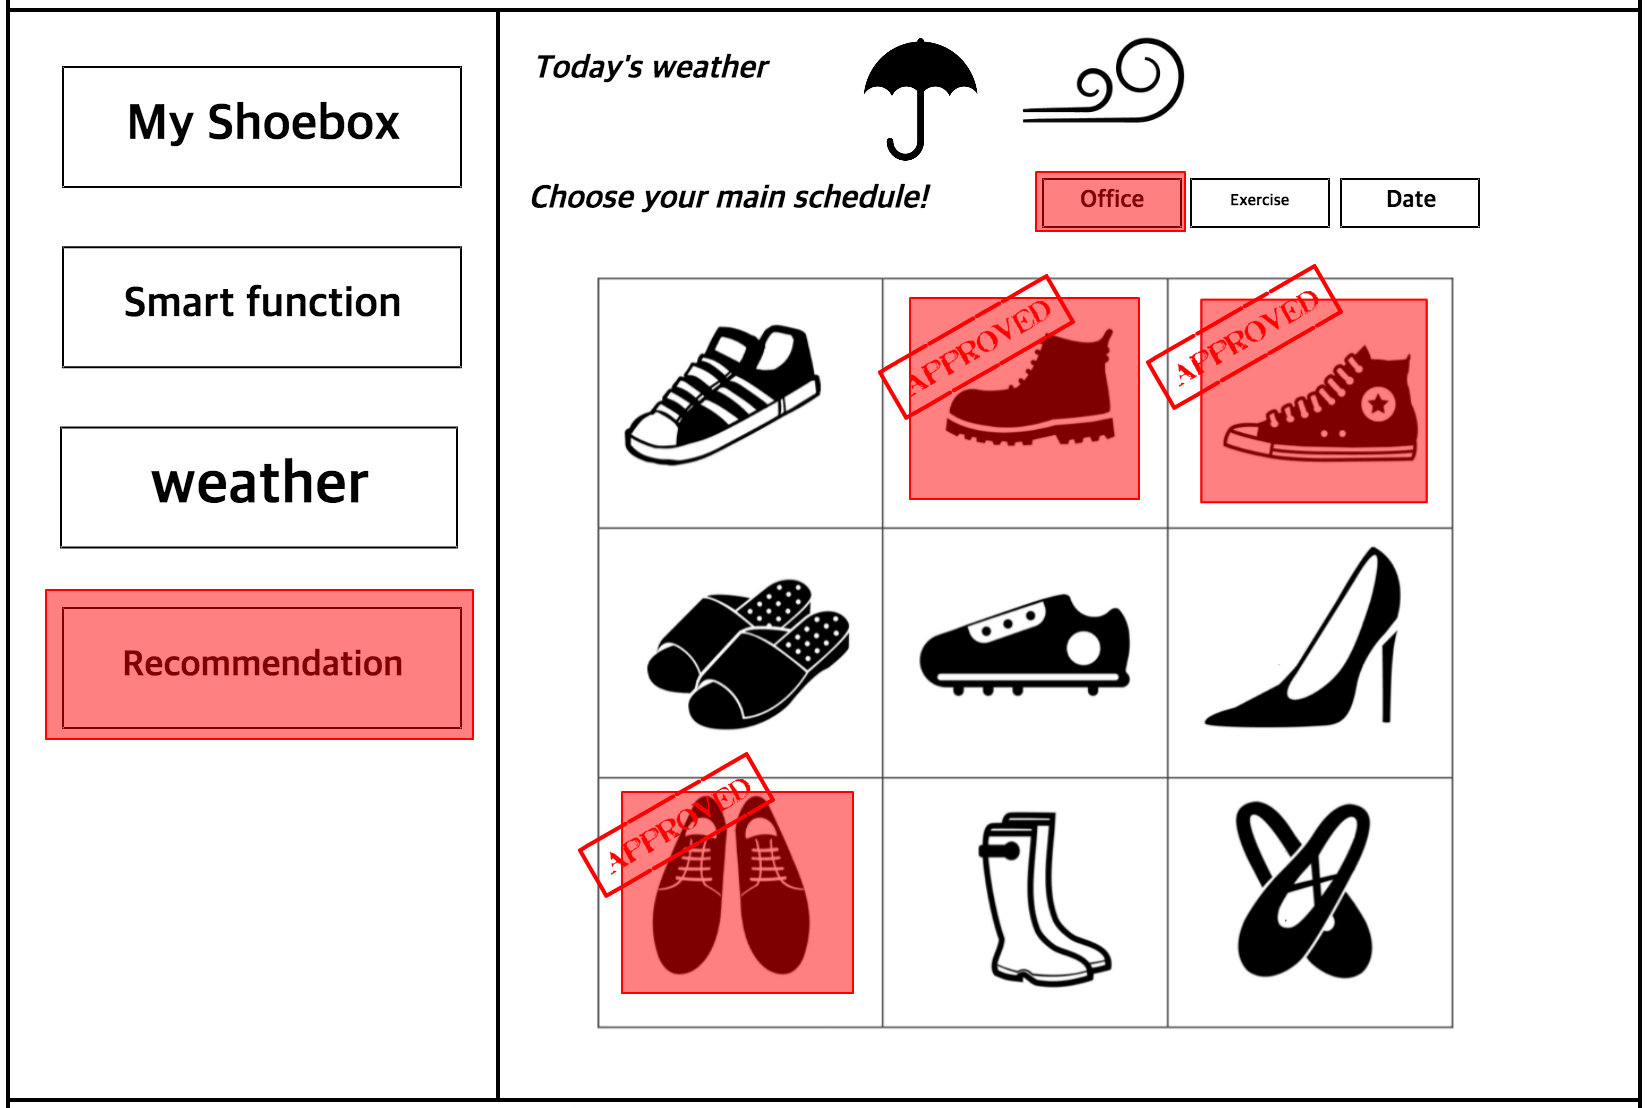 My Shoebox
Smart function
weather
Recommendation
Today's weather
Choose your main schedule!
Office
Exercise
Date
APPROVED
APPROVED
APPROVED